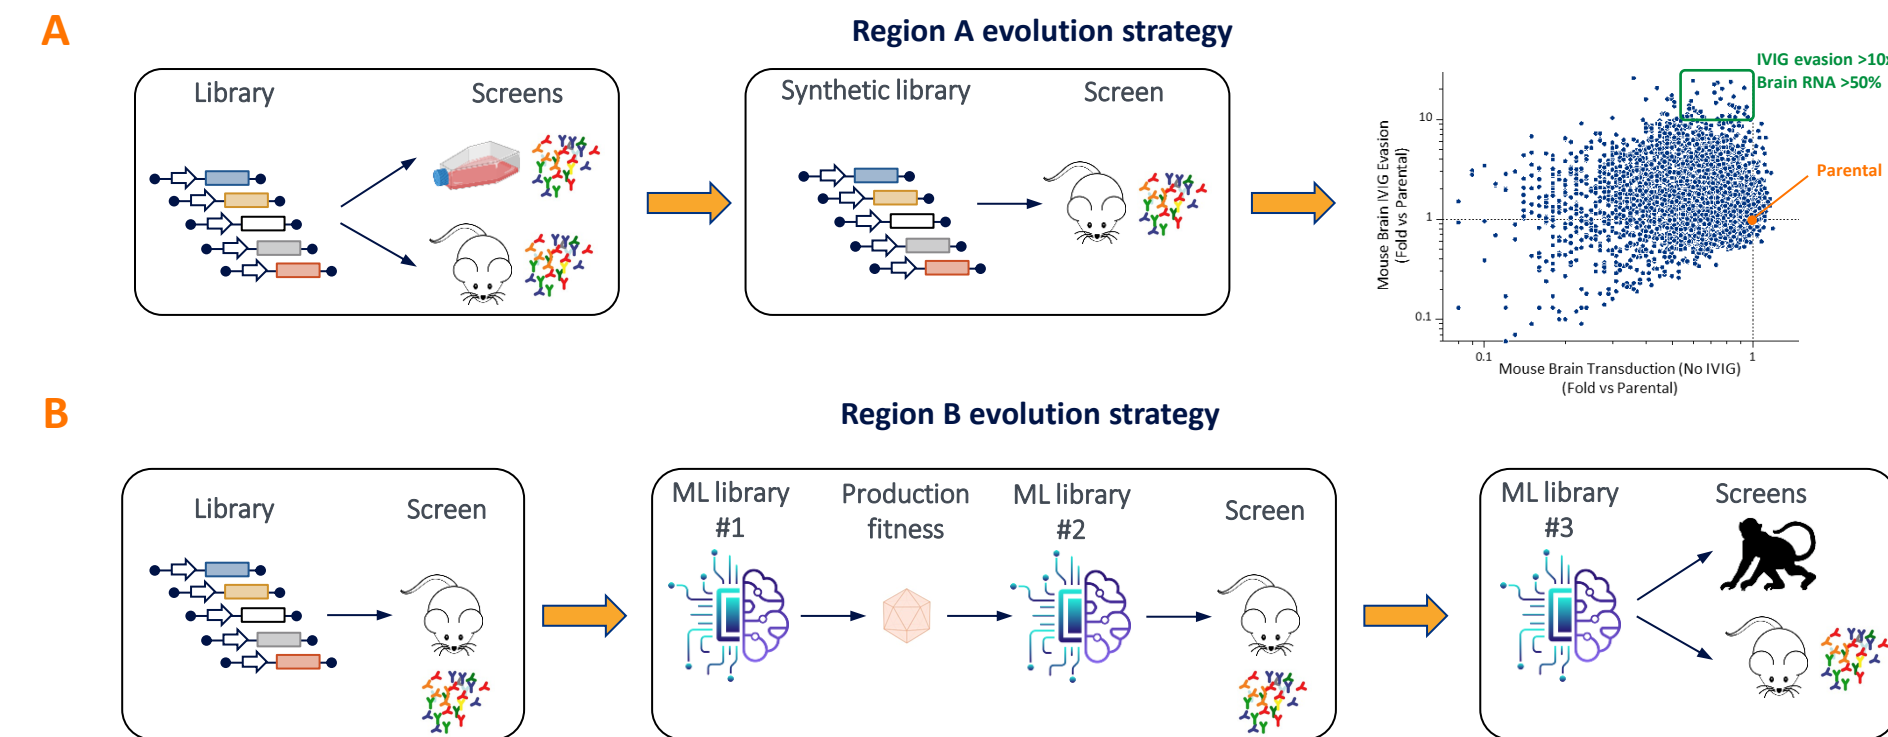 A
Region A evolution strategy
Library
Screens
Synthetic library
Screen
IVIG evasion >10x
Brain RNA >50%
Parental
Mouse Brain IVIG Evasion
(Fold vs Parental)
10
1
0.1
0.1
1
Mouse Brain Transduction (No IVIG)
(Fold vs Parental)
B
Region B evolution strategy
Library
Screen
ML library
#1
Production
fitness
ML library
#2
Screen
ML library
#3
Screens